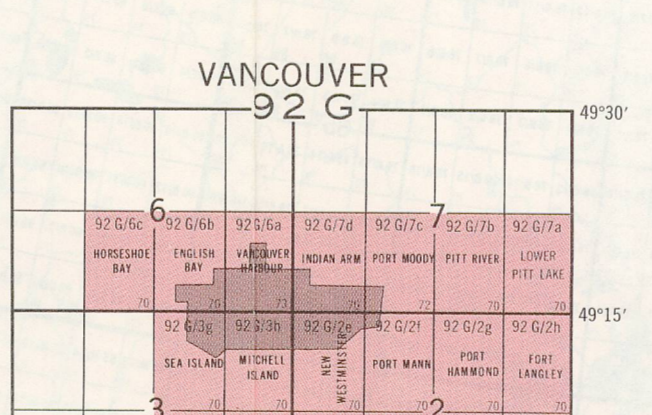 VANCOUVER
92 G
49°30′
6
7
92 G/6c
92 G/6b
92 G/6a
92 G/7d
92 G/7c
92 G/7b
92 G/7a
HORSESHOE
BAY
ENGLISH
BAY
VANCOUVER
HARBOUR
INDIAN ARM
PORT MOODY
PITT RIVER
LOWER
PITT LAKE
70
76
73
75
72
70
70
49°15′
92 G/3g
92 G/3h
92 G/2e
92 G/2f
92 G/2g
92 G/2h
SEA ISLAND
MITCHELL
ISLAND
NEW
WESTMINSTER
PORT MANN
PORT
HAMMOND
FORT
LANGLEY
70
70
70
70
70
3
2